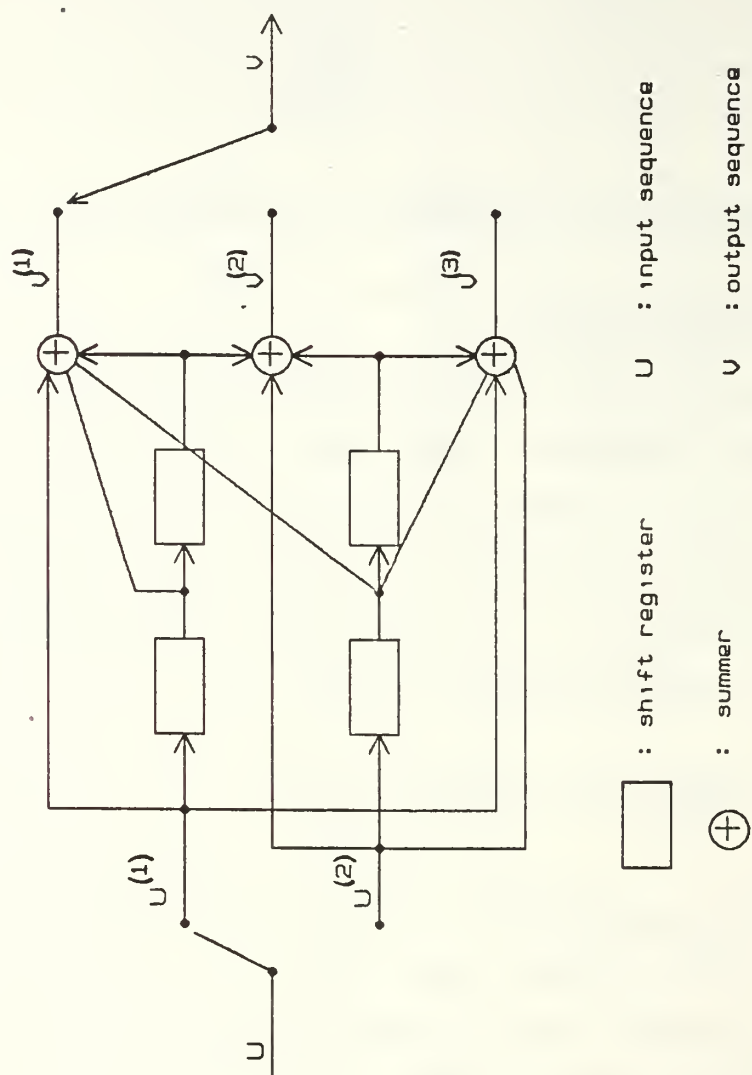 U
U(1)
U(2)
V(1)
V(2)
V(3)
V
: shift register
+ : summer
U : input sequence
V : output sequence